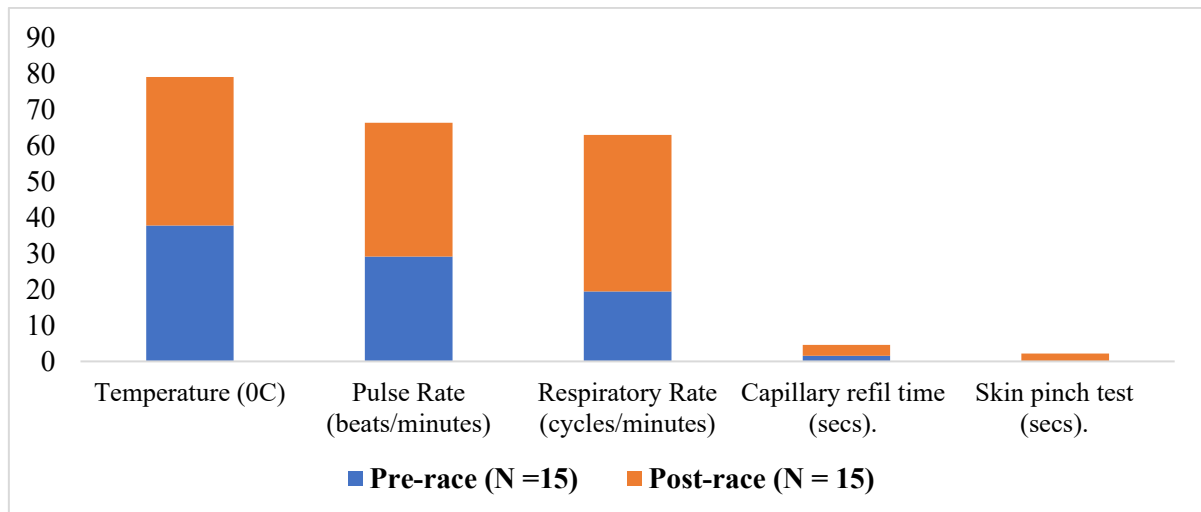 90
80
70
60
50
40
30
20
10
0
Temperature (0C)
Pulse Rate
(beats/minutes)
Respiratory Rate
(cycles/minutes)
Capillary refil time
(secs).
Skin pinch test
(secs).
Pre-race (N =15)
Post-race (N = 15)